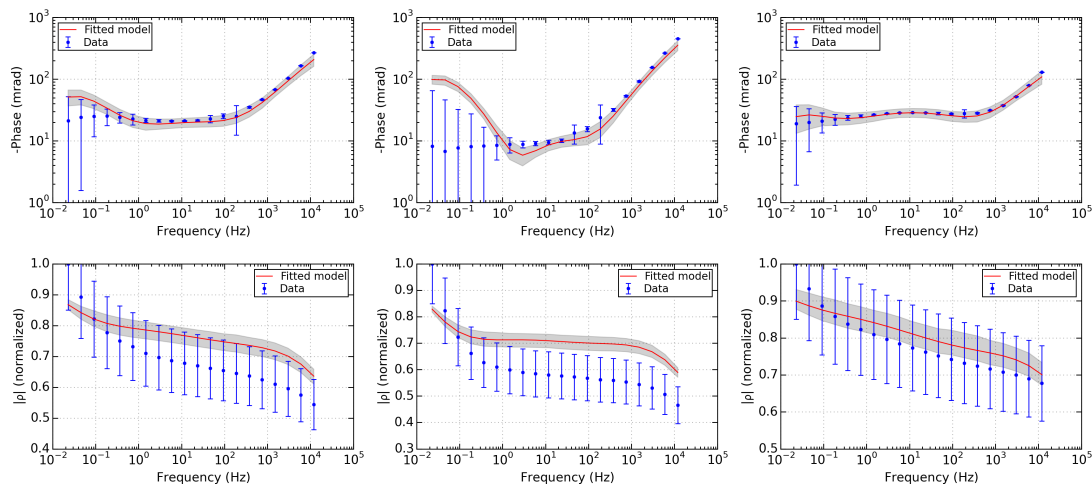 10³
10²
10¹
10⁰
-Phase (mrad)
Fitted model
Data
10⁻² 10⁻¹ 10⁰ 10¹ 10² 10³ 10⁴ 10⁵
Frequency (Hz)
10³
10²
10¹
10⁰
-Phase (mrad)
Fitted model
Data
10⁻² 10⁻¹ 10⁰ 10¹ 10² 10³ 10⁴ 10⁵
Frequency (Hz)
10³
10²
10¹
10⁰
-Phase (mrad)
Fitted model
Data
10⁻² 10⁻¹ 10⁰ 10¹ 10² 10³ 10⁴ 10⁵
Frequency (Hz)
1.0
0.9
0.8
0.7
0.6
0.5
0.4
|ρ| (normalized)
Fitted model
Data
10⁻² 10⁻¹ 10⁰ 10¹ 10² 10³ 10⁴ 10⁵
Frequency (Hz)
1.0
0.9
0.8
0.7
0.6
0.5
0.4
0.3
|ρ| (normalized)
Fitted model
Data
10⁻² 10⁻¹ 10⁰ 10¹ 10² 10³ 10⁴ 10⁵
Frequency (Hz)
1.0
0.9
0.8
0.7
0.6
0.5
|ρ| (normalized)
Fitted model
Data
10⁻² 10⁻¹ 10⁰ 10¹ 10² 10³ 10⁴ 10⁵
Frequency (Hz)